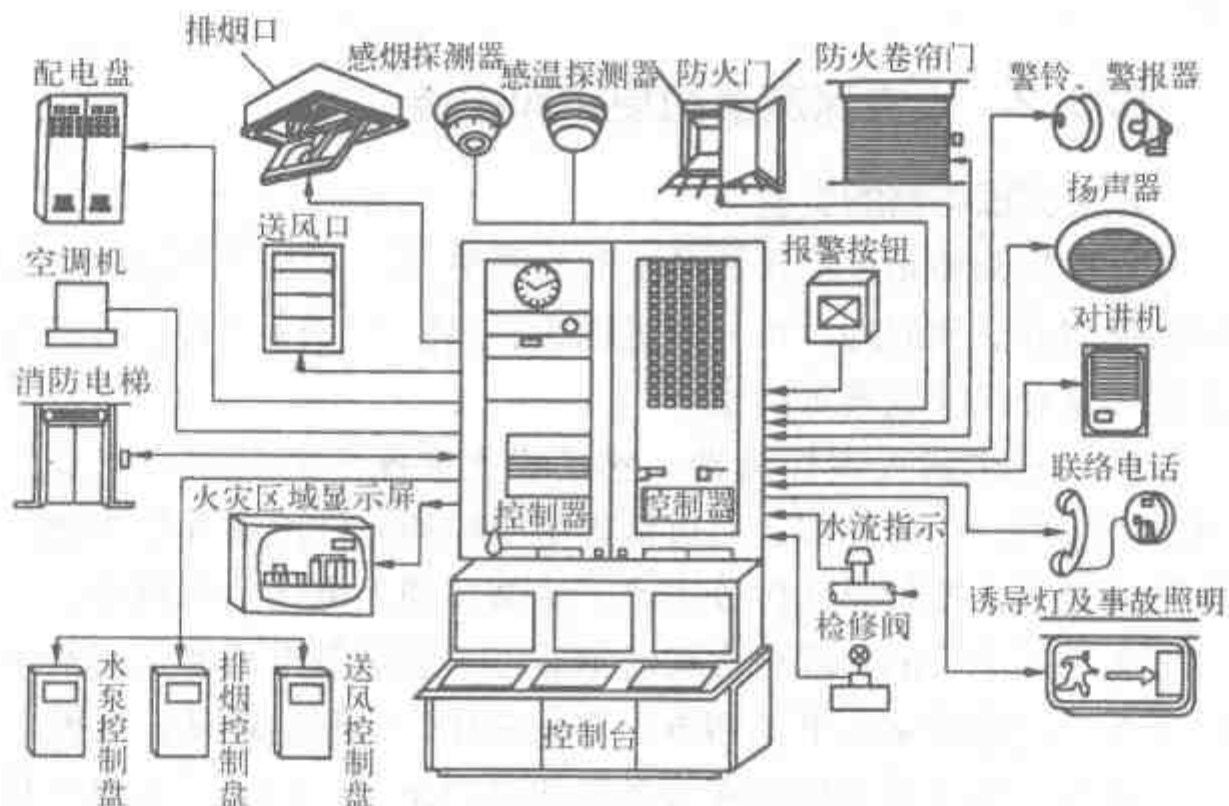 排烟口
配电盘
感烟探测器
感温探测器
防火门
防火卷帘门
警铃、警报器
扬声器
送风口
空调机
报警按钮
对讲机
消防电梯
火灾区域显示屏
控制器
控制器
联络电话
水流指示
检修阀
诱导灯及事故照明
水泵控制盘
排烟控制盘
送风控制盘
控制台